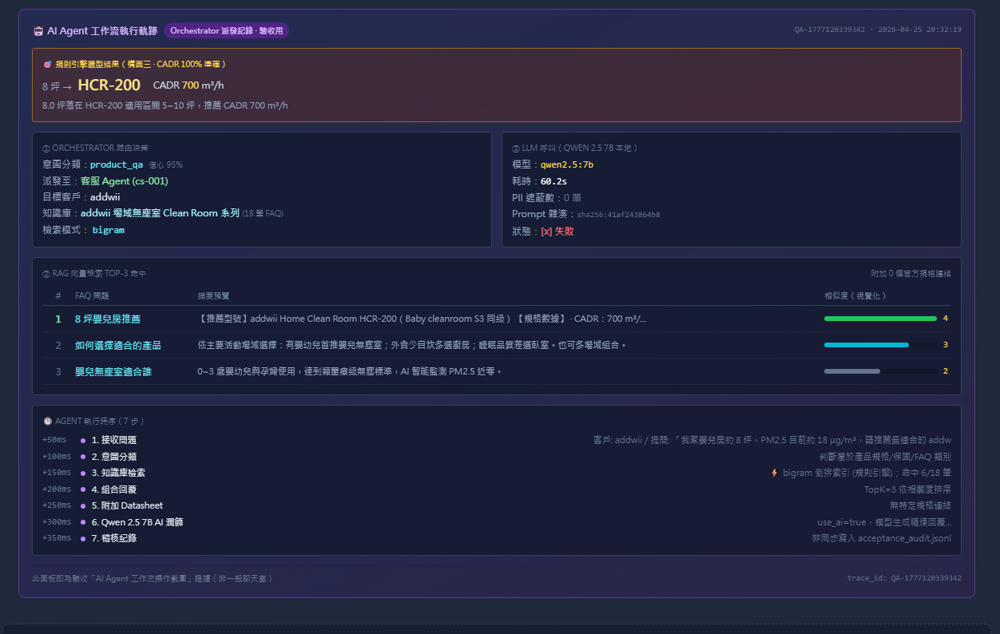 AI Agent 工作流執行軌跡 Orchestrator 派發紀錄 · 驗收用 QA-1777120339342 · 2026-04-25 20:32:19
規則引擎選型結果 ( 構面三 · CADR 100% 準確 )
8 坪 → HCR-200 CADR 700 m³/h
8.0 坪落在 HCR-200 適用區間 5~10 坪，推薦 CADR 700 m³/h
① ORCHESTRATOR 路由決策
意圖分類：product_qa 信心 95%
派發至：客服 Agent (cs-001)
目標客戶：addwii
知識庫：addwii 場域無塵室 Clean Room 系列 (18 筆 FAQ)
檢索模式： bigram
③ LLM 呼叫 ( QWEN 2.5 7B 本地 )
模型：qwen2.5:7b
耗時：60.2s
PII 遮蔽數：0 筆
Prompt 雜湊：sha256:41af243864b8
狀態：[x] 失敗
② RAG 向量檢索 TOP-3 命中 附加 0 個官方規格連結
# FAQ 問題 摘要預覽 相似度 ( 視覺化 )
1 8 坪嬰兒房推薦 【推薦型號】addwii Home Clean Room HCR-200 ( Baby cleanroom S3 同級 ) 【規格數據】 · CADR：700 m³/... 4
2 如何選擇適合的產品 依主要活動場域選擇：有嬰幼兒首推嬰兒無塵室；外食少自炊多選廚房；睡眠品質差選臥室。也可多場域組合。 3
3 嬰兒無塵室適合誰 0~3 歲嬰幼兒與孕婦使用，達到類醫療級無塵標準，AI 智能監測 PM2.5 近零。 2
AGENT 執行時序 ( 7 步 )
+50ms 1. 接收問題 客戶: addwii / 提問: 「我家嬰兒房約 8 坪，PM2.5 目前約 18 μg/m³，請推薦最適合的 addw
+100ms 2. 意圖分類 判斷屬於產品規格/保固/FAQ 類別
+150ms 3. 知識庫檢索 bigram 倒排索引 (規則引擎)；命中 6/18 筆
+200ms 4. 組合回覆 TopK=3 依相關度排序
+250ms 5. 附加 Datasheet 無特定規格連結
+300ms 6. Qwen 2.5 7B AI 潤飾 use_ai=true，模型生成精煉回覆...
+350ms 7. 稽核紀錄 非同步寫入 acceptance_audit.jsonl
此面板即為驗收「AI Agent 工作流操作截圖」證據 ( 非一般聊天窗 ) trace_id: QA-1777120339342